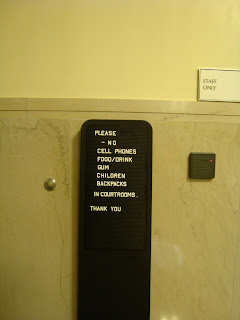 STAFF
ONLY
PLEASE
- NO
CELL PHONES
FOOD/DRINK
GUM
CHILDREN
BACKPACKS
IN COURTROOMS.
THANK YOU